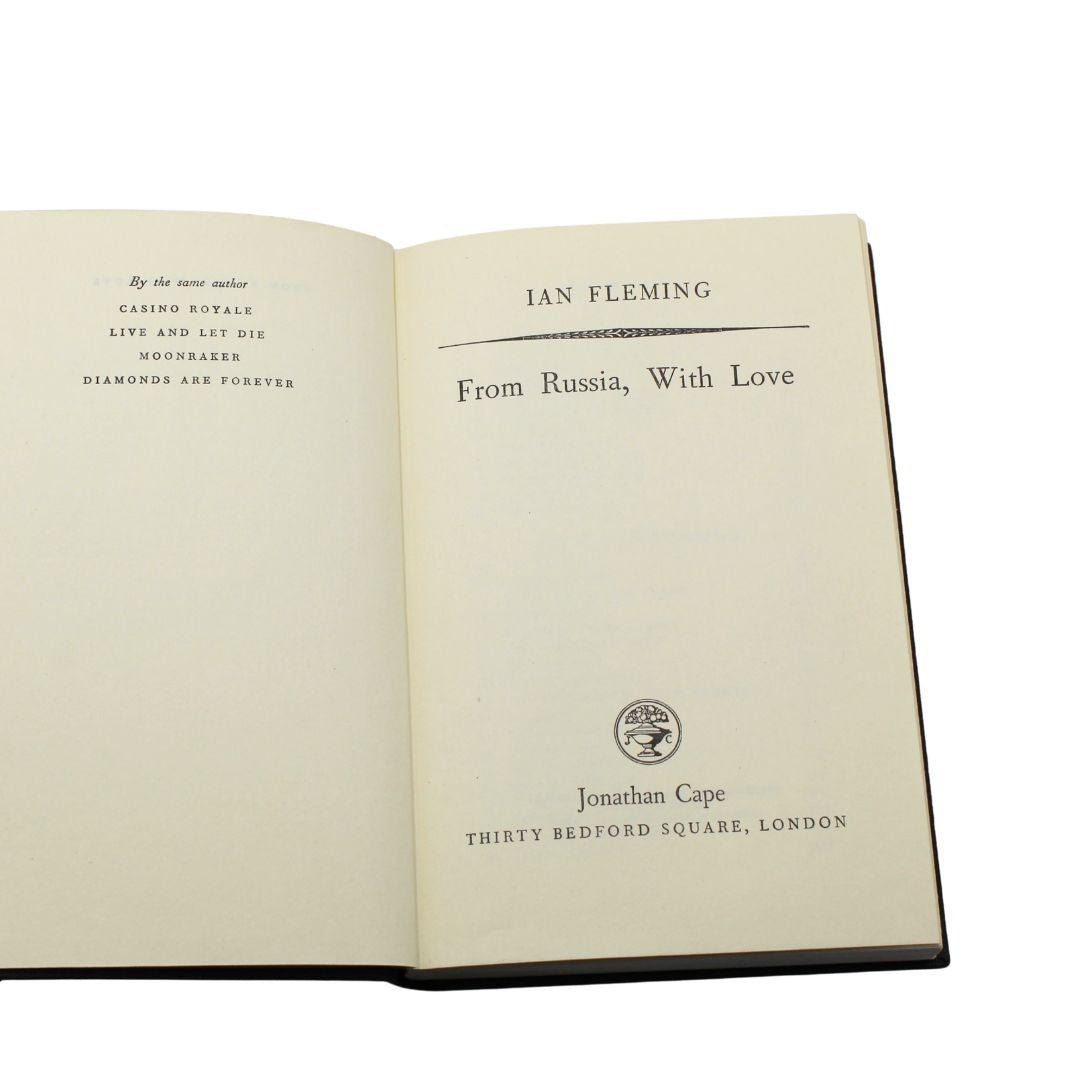 By the same author
CASINO ROYALE
LIVE AND LET DIE
MOONRAKER
DIAMONDS ARE FOREVER
IAN FLEMING
From Russia, With Love
J C
Jonathan Cape
THIRTY BEDFORD SQUARE, LONDON